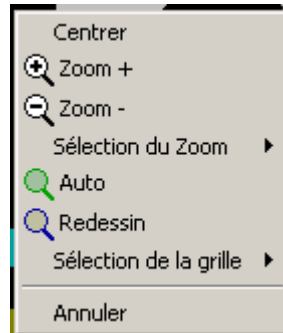 Centrer
Zoom +
Zoom -
Sélection du Zoom
Auto
Redessin
Sélection de la grille
Annuler